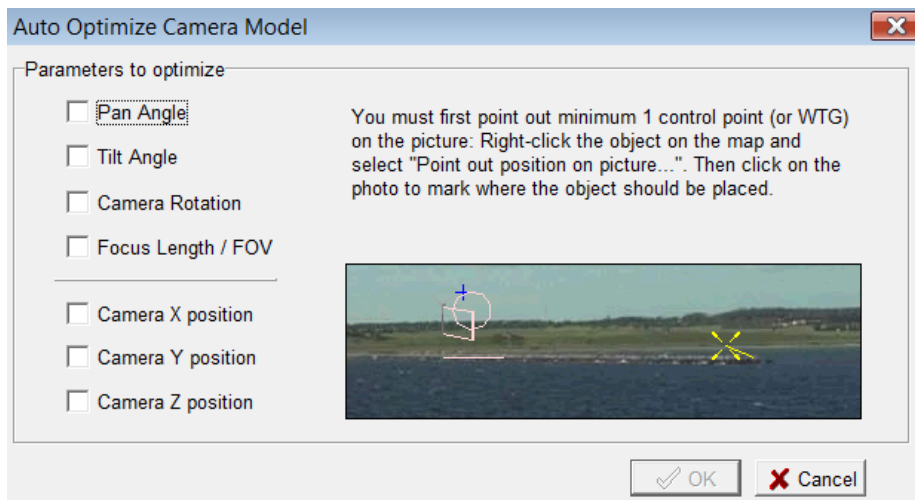 Auto Optimize Camera Model
Parameters to optimize
Pan Angle
Tilt Angle
Camera Rotation
Focus Length / FOV
Camera X position
Camera Y position
Camera Z position
You must first point out minimum 1 control point (or WTG)
on the picture: Right-click the object on the map and
select "Point out position on picture...". Then click on the
photo to mark where the object should be placed.
OK
Cancel